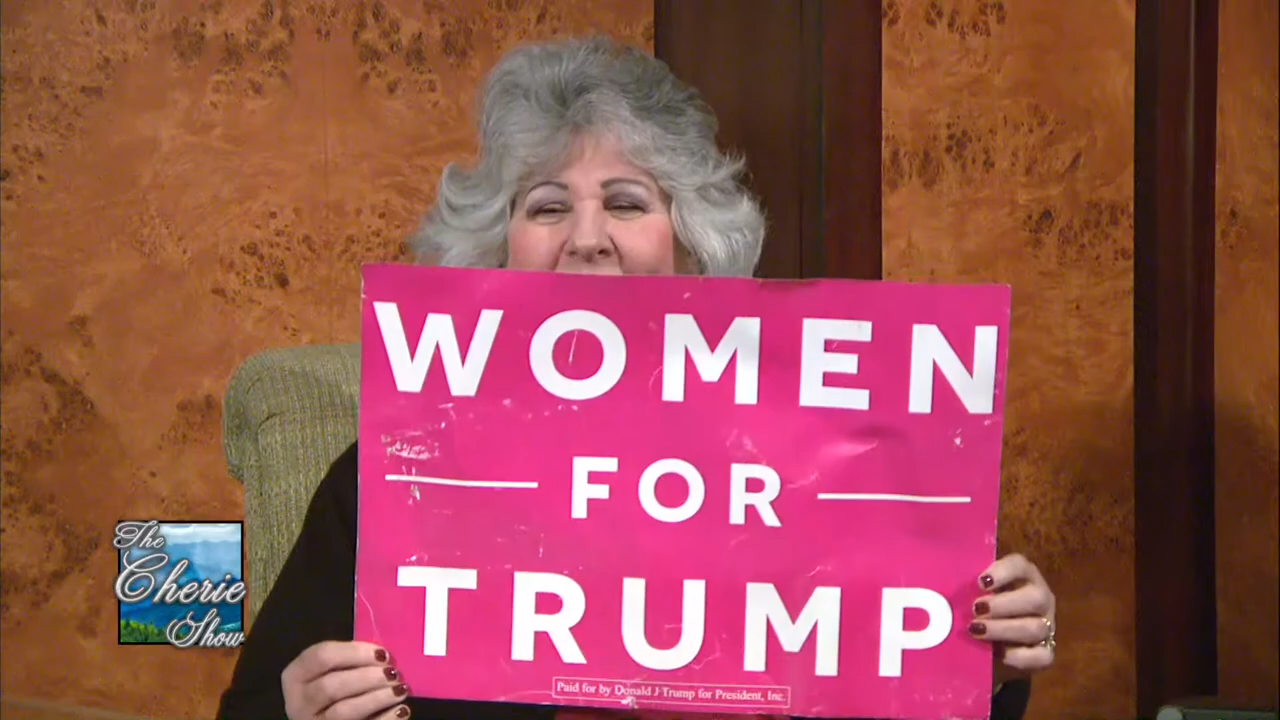 WOMEN
FOR
TRUMP
Paid for by Donald J Trump for President, Inc.
The
Cherie
Show